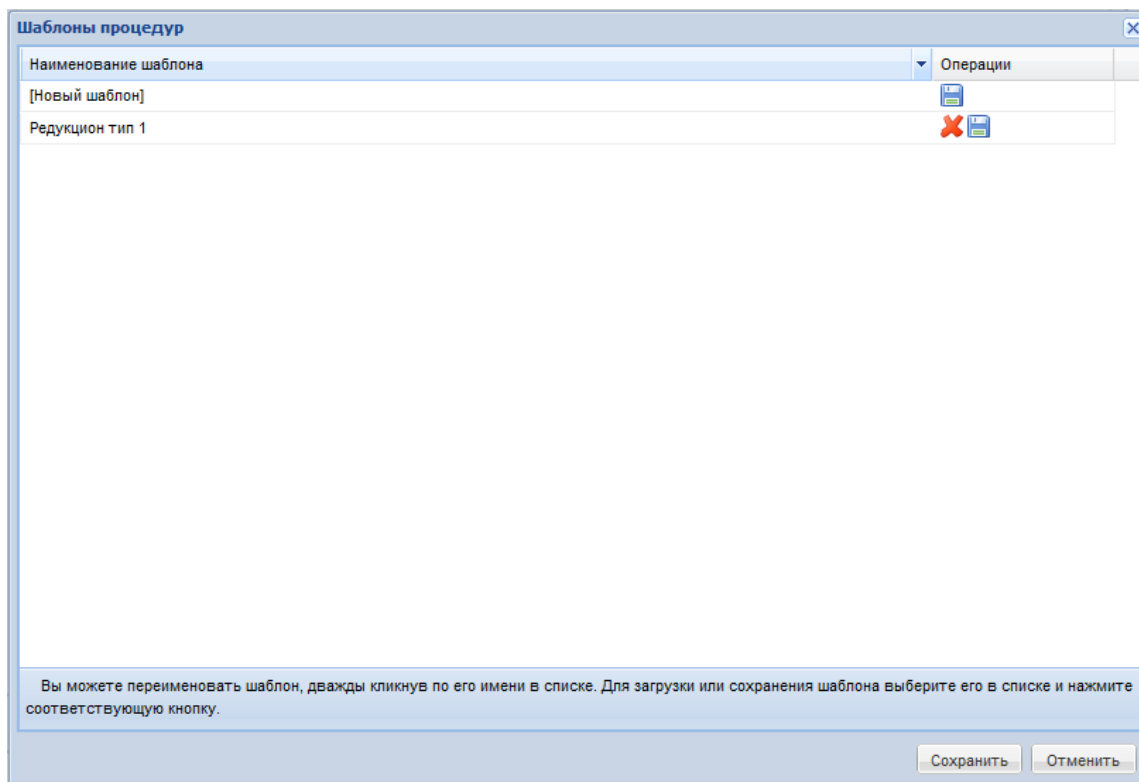 Шаблоны процедур
Наименование шаблона Операции
[Новый шаблон]
Редукцион тип 1
Вы можете переименовать шаблон, дважды кликнув по его имени в списке. Для загрузки или сохранения шаблона выберите его в списке и нажмите
соответствующую кнопку.
Сохранить Отменить